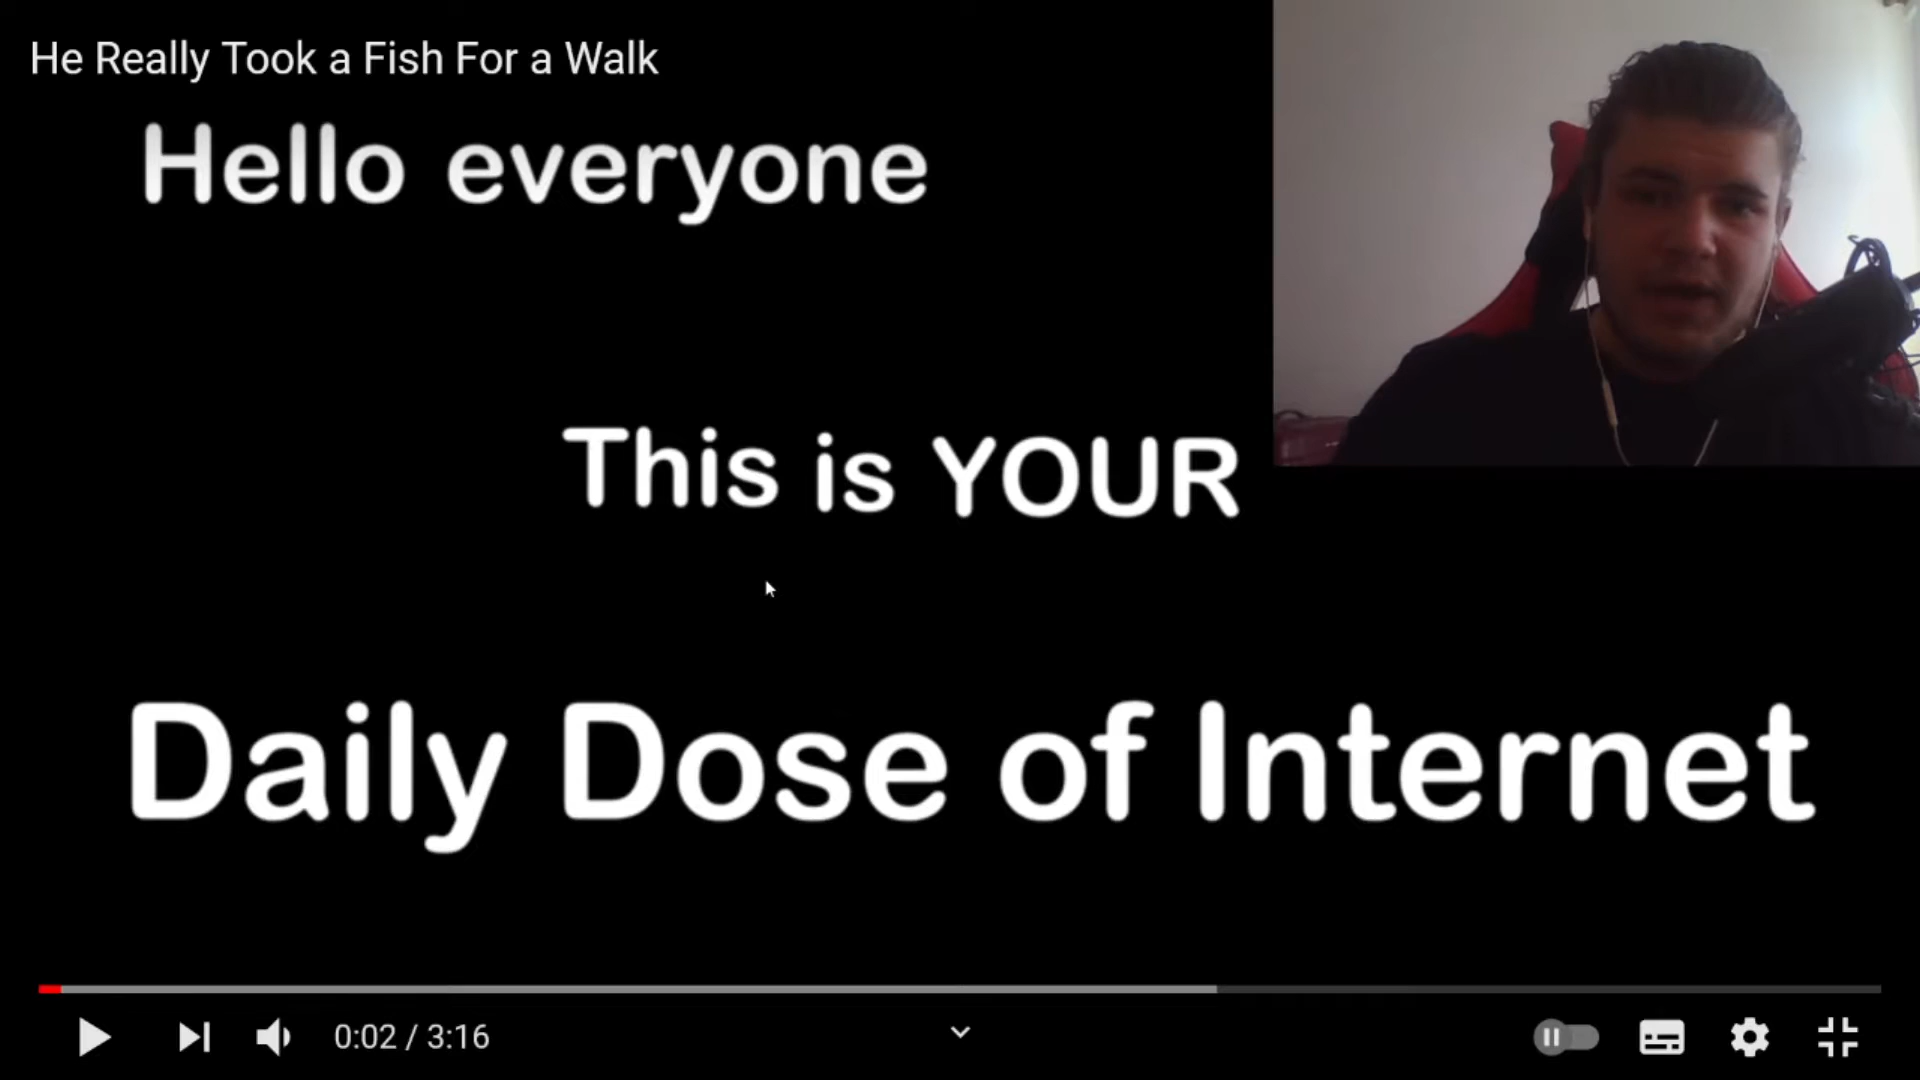 He Really Took a Fish For a Walk
Hello everyone
This is YOUR
Daily Dose of Internet
0:02 / 3:16